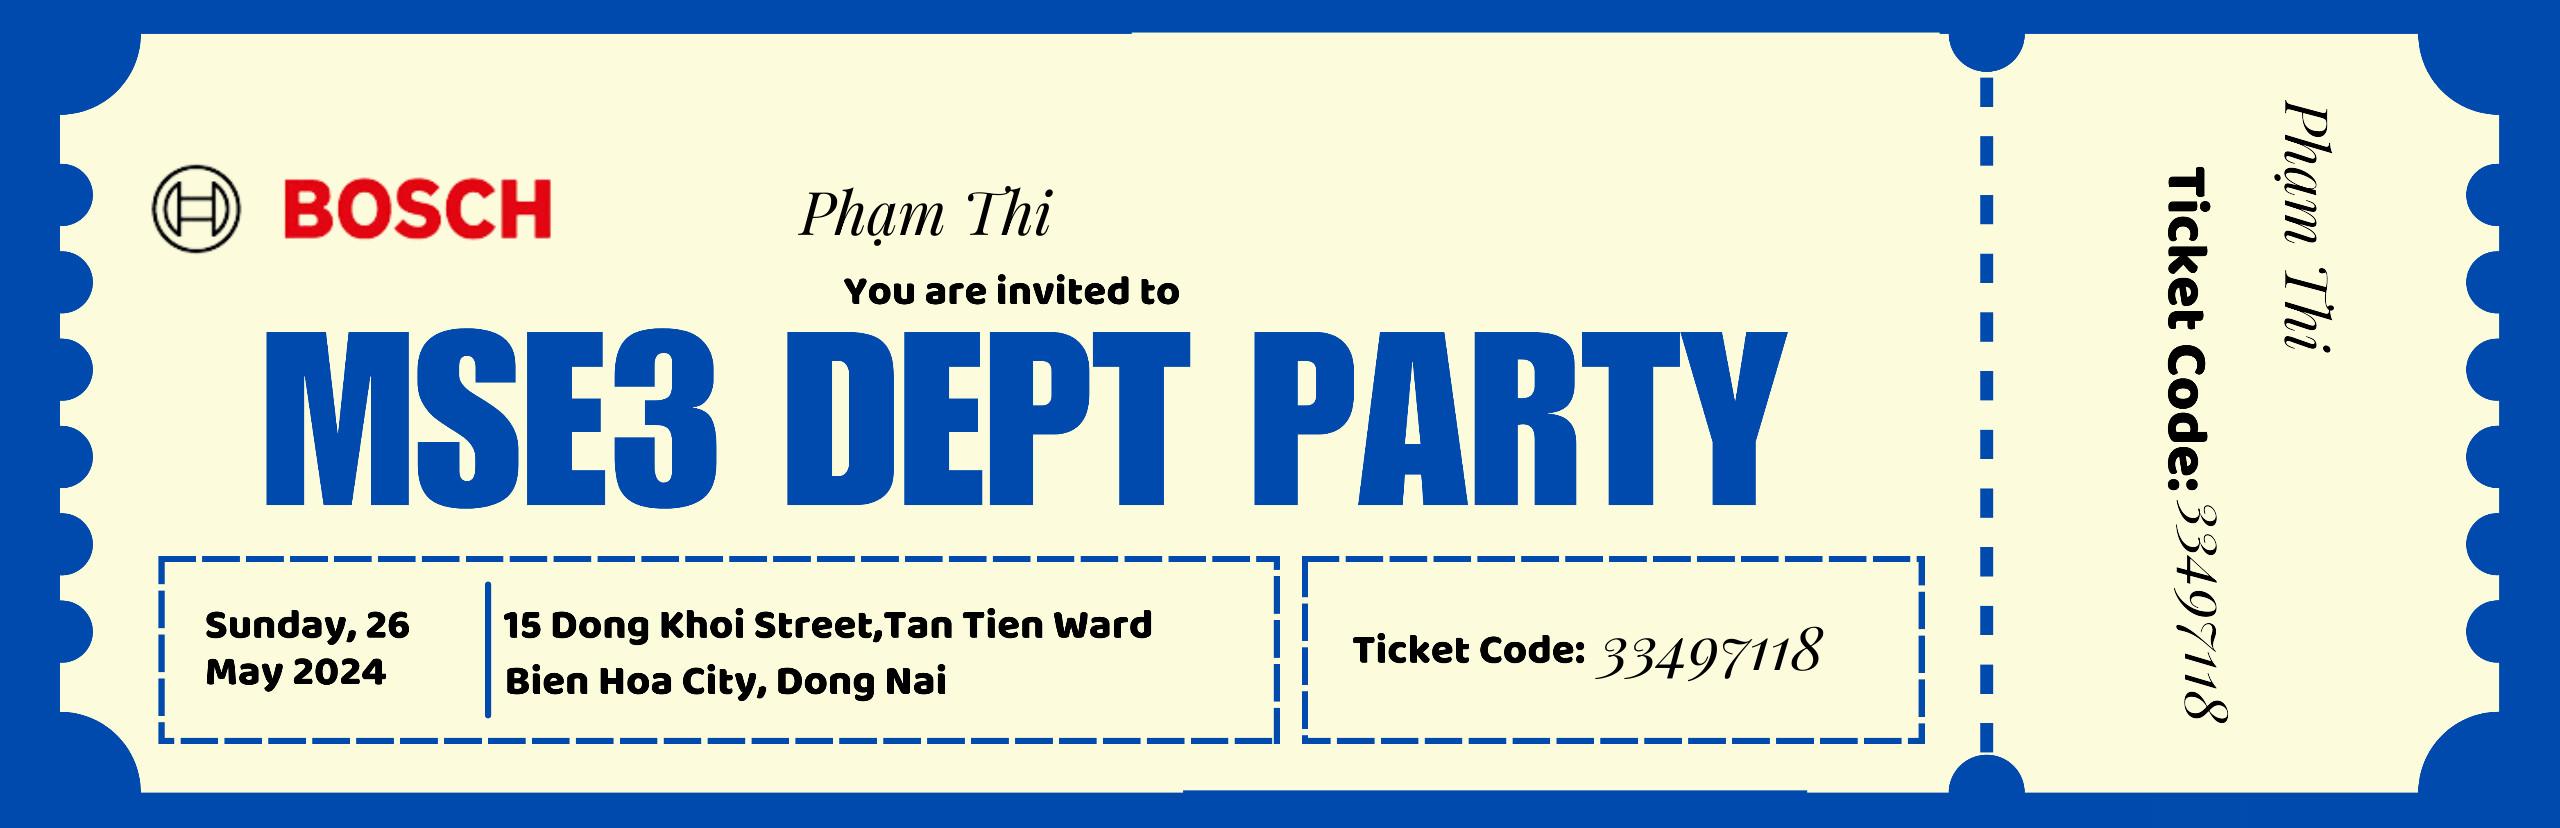 BOSCH
Phạm Thi
You are invited to
MSE3 DEPT PARTY
Sunday, 26
May 2024
15 Dong Khoi Street,Tan Tien Ward
Bien Hoa City, Dong Nai
Ticket Code: 33497118
Phạm Thi
Ticket Code: 33497118